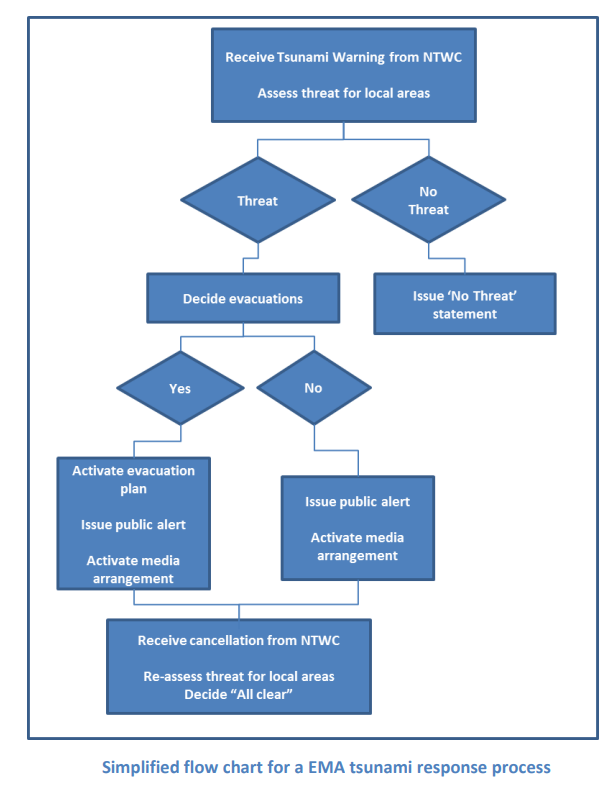 Receive Tsunami Warning from NTWC
Assess threat for local areas
Threat
No
Threat
Decide evacuations
Issue ‘No Threat’
statement
Yes
No
Activate evacuation
plan
Issue public alert
Activate media
arrangement
Issue public alert
Activate media
arrangement
Receive cancellation from NTWC
Re-assess threat for local areas
Decide “All clear”
Simplified flow chart for a EMA tsunami response process